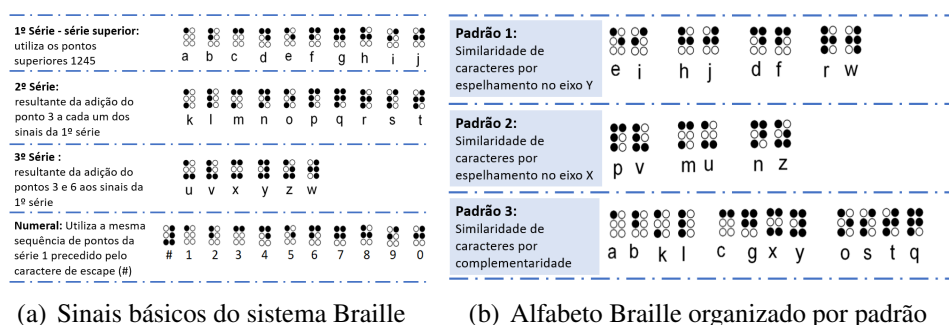 1º Série - série superior:
utiliza os pontos
superiores 1245
a b c d e f g h i j
2º Série:
resultante da adição do
ponto 3 a cada um dos
sinais da 1º série
k l m n o p q r s t
3º Série :
resultante da adição do
pontos 3 e 6 aos sinais da
1º série
u v x y z w
Numeral: Utiliza a mesma
sequência de pontos da
série 1 precedido pelo
caractere de escape (#)
# 1 2 3 4 5 6 7 8 9 0
(a) Sinais básicos do sistema Braille
Padrão 1:
Similaridade de
caracteres por
espelhamento no eixo Y
e i h j d f r w
Padrão 2:
Similaridade de
caracteres por
espelhamento no eixo X
p v m u n z
Padrão 3:
Similaridade de
caracteres por
complementaridade
a b k l c g x y o s t q
(b) Alfabeto Braille organizado por padrão